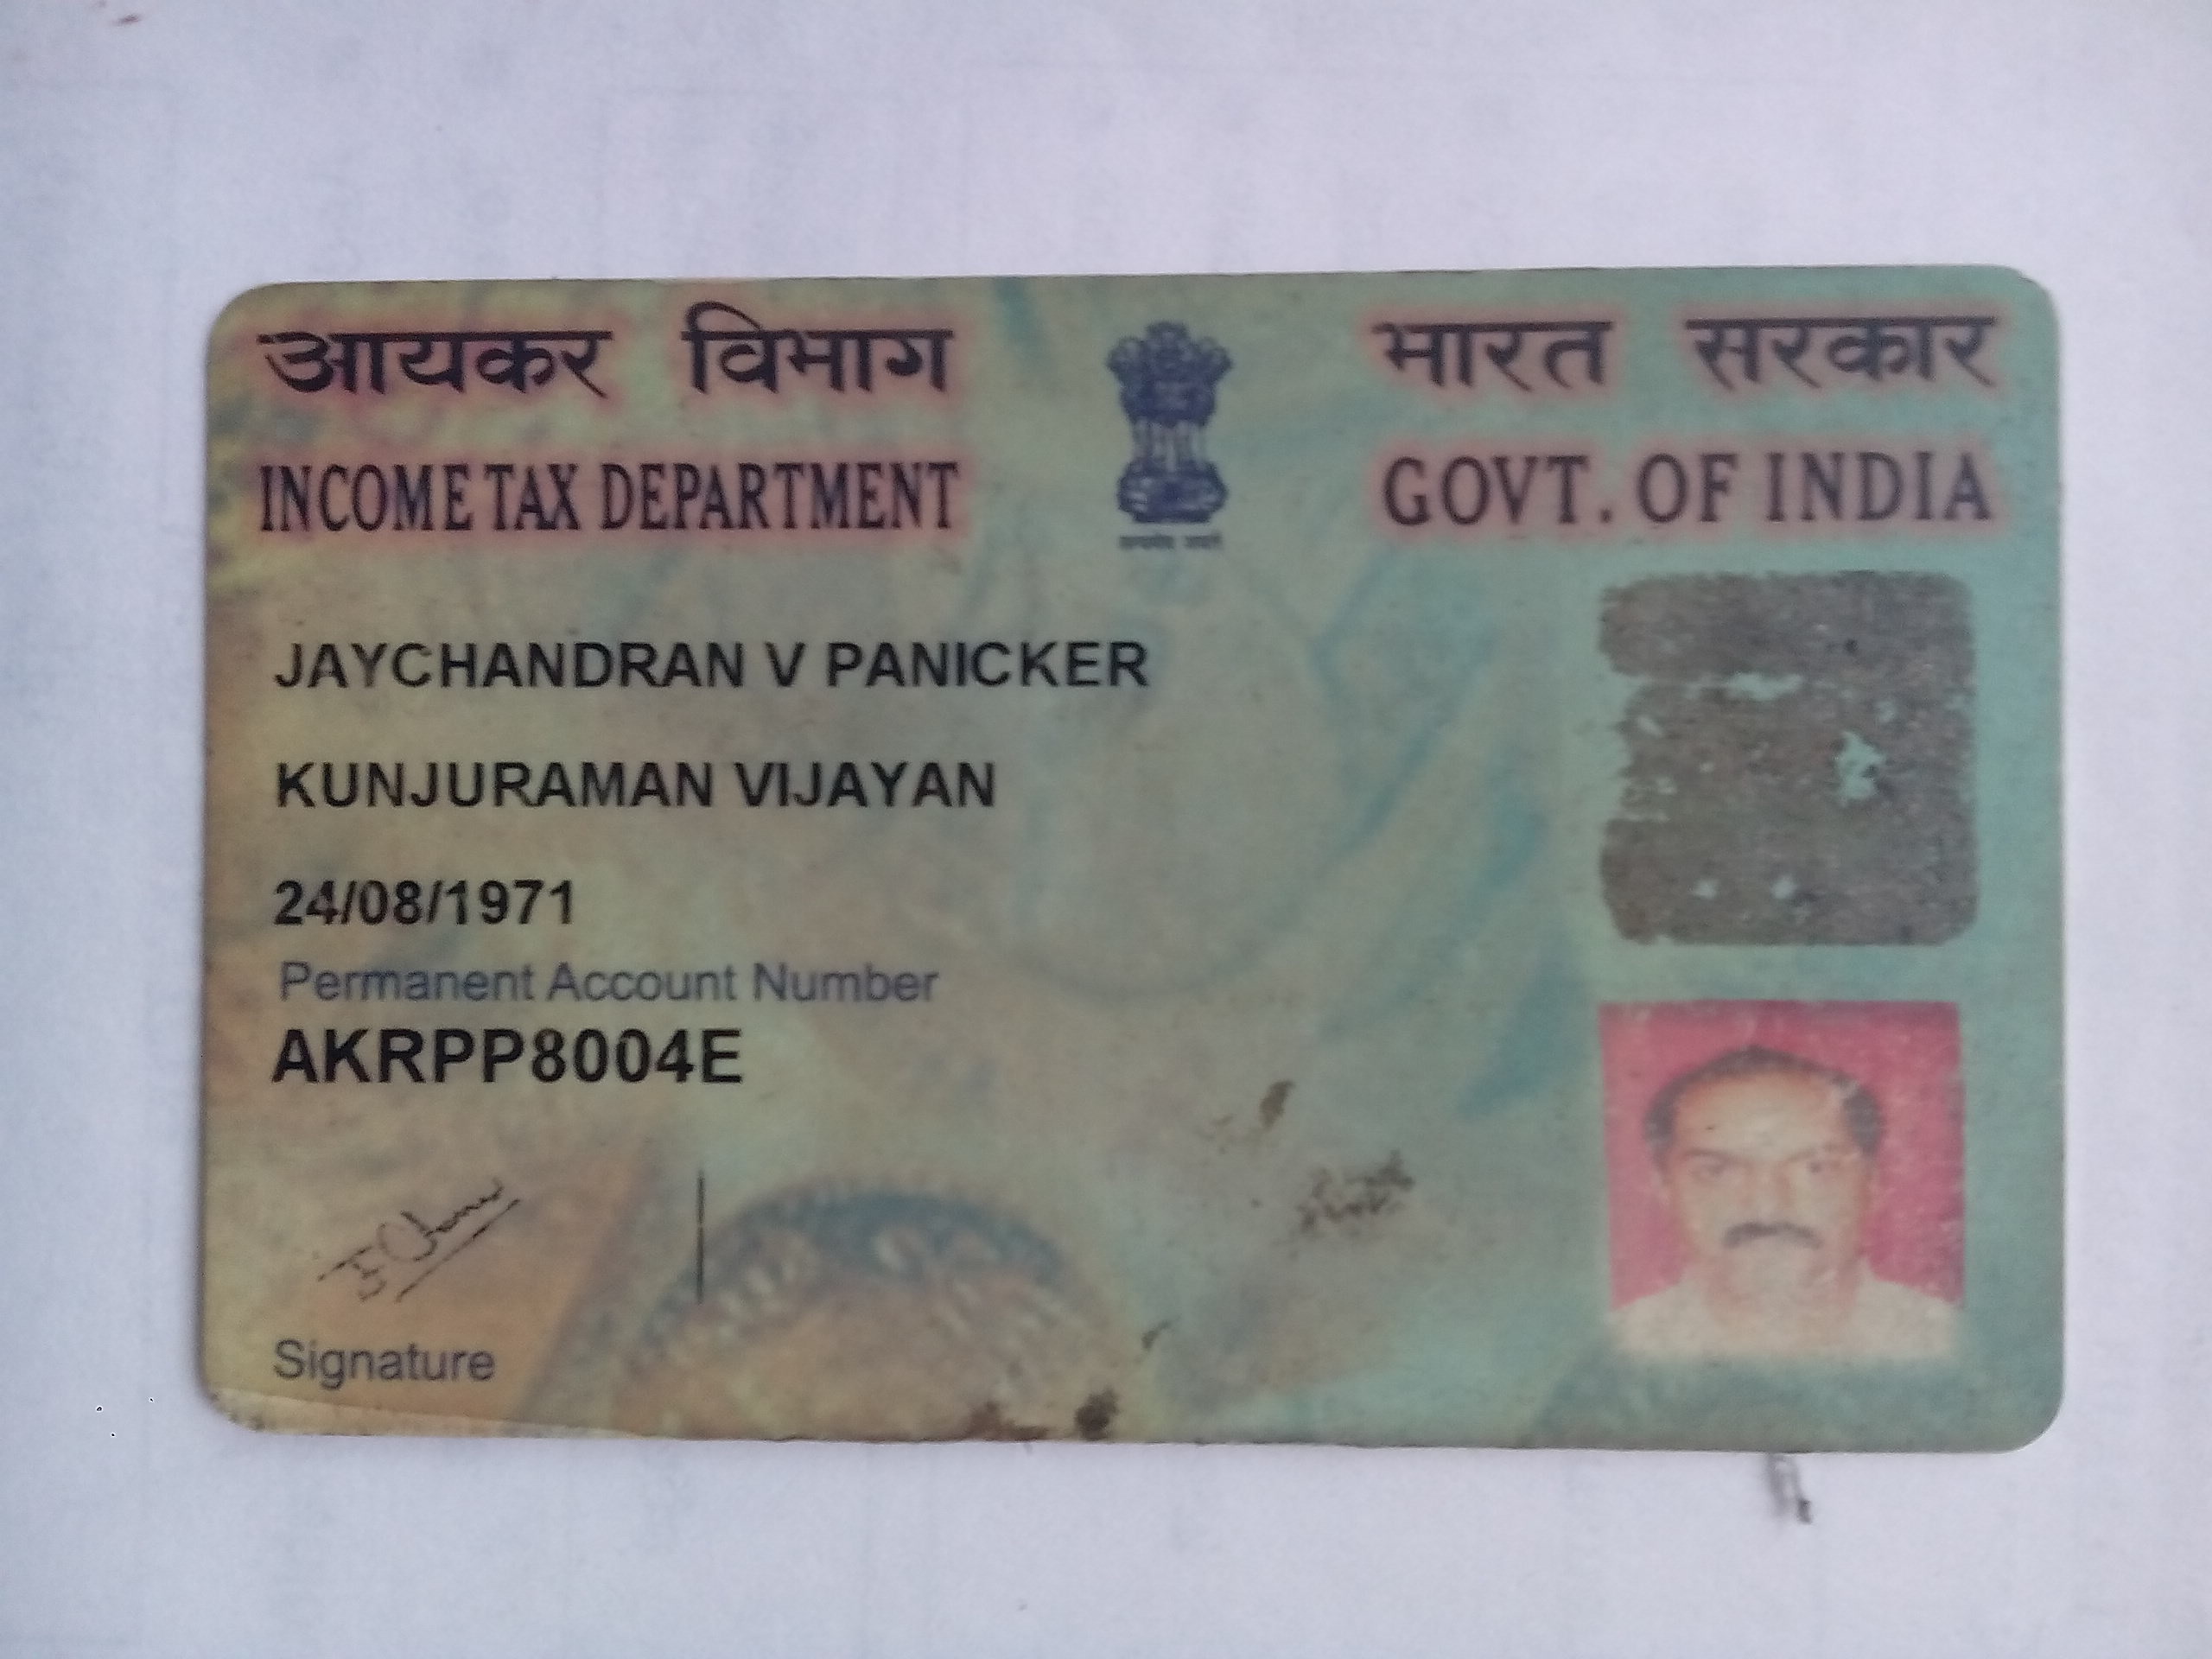 आयकर विभाग
INCOME TAX DEPARTMENT
भारत सरकार
GOVT. OF INDIA
सत्यमेव जयते
JAYCHANDRAN V PANICKER
KUNJURAMAN VIJAYAN
24/08/1971
Permanent Account Number
AKRPP8004E
Signature